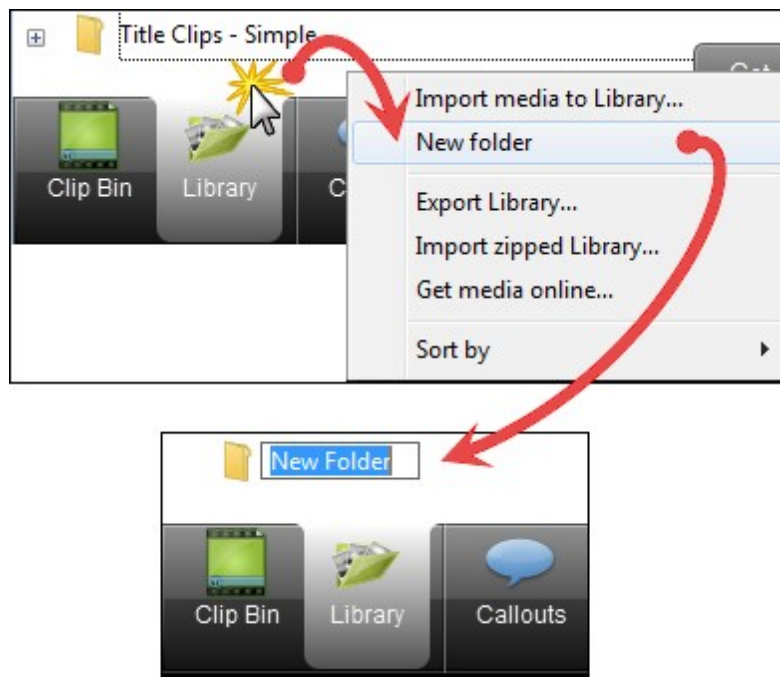 Title Clips - Simple
Import media to Library...
New folder
Export Library...
Import zipped Library...
Get media online...
Sort by
Clip Bin
Library
C
New Folder
Clip Bin
Library
Callouts